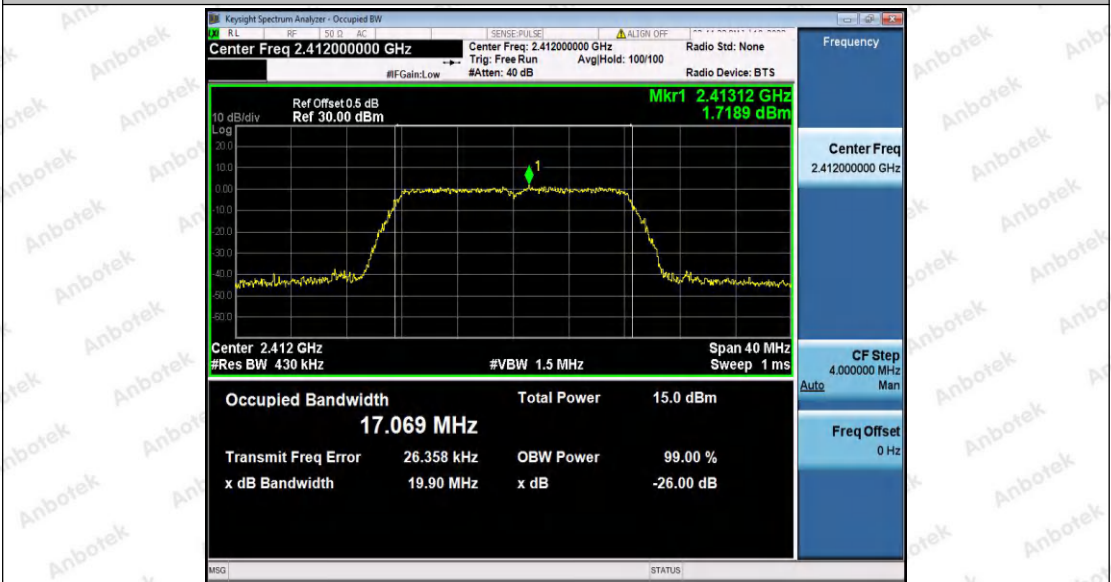 Keysight Spectrum Analyzer - Occupied BW
RL RF 50 Ω AC SENSE:PULSE ALIGN OFF
Center Freq 2.412000000 GHz
Center Freq: 2.412000000 GHz Radio Std: None
Trig: Free Run Avg|Hold: 100/100
#IFGain:Low #Atten: 40 dB Radio Device: BTS
Frequency
Ref Offset 0.5 dB Mkr1 2.41312 GHz
10 dB/div Ref 30.00 dBm 1.7189 dBm
Log
20.0
10.0
0.00
-10.0
-20.0
-30.0
-40.0
-50.0
-60.0
1
Center 2.412 GHz Span 40 MHz
#Res BW 430 kHz #VBW 1.5 MHz Sweep 1 ms
Occupied Bandwidth Total Power 15.0 dBm
17.069 MHz
Transmit Freq Error 26.358 kHz OBW Power 99.00 %
x dB Bandwidth 19.90 MHz x dB -26.00 dB
MSG STATUS
Center Freq
2.412000000 GHz
CF Step
4.000000 MHz
Auto Man
Freq Offset
0 Hz
Anbotek